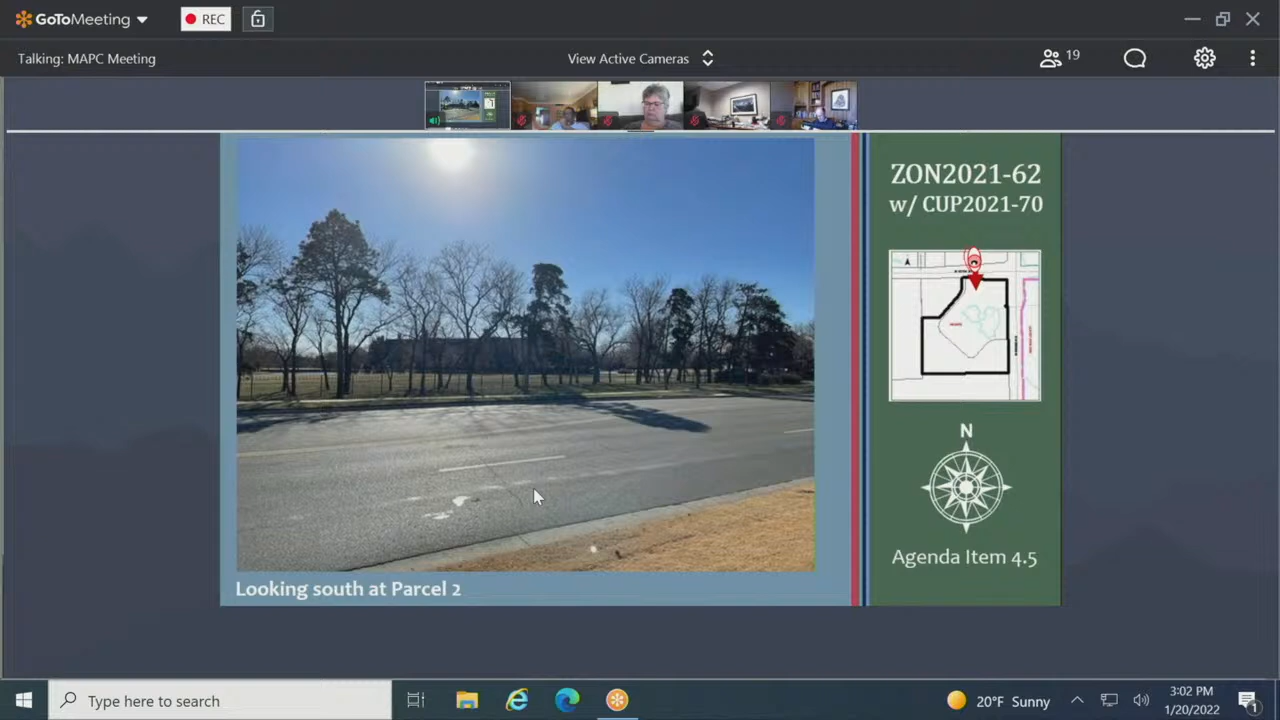 GoToMeeting
REC
Talking: MAPC Meeting
View Active Cameras
19
ZON2021-62
w/ CUP2021-70
N
Agenda Item 4.5
Looking south at Parcel 2
Type here to search
20°F Sunny
3:02 PM
1/20/2022
1